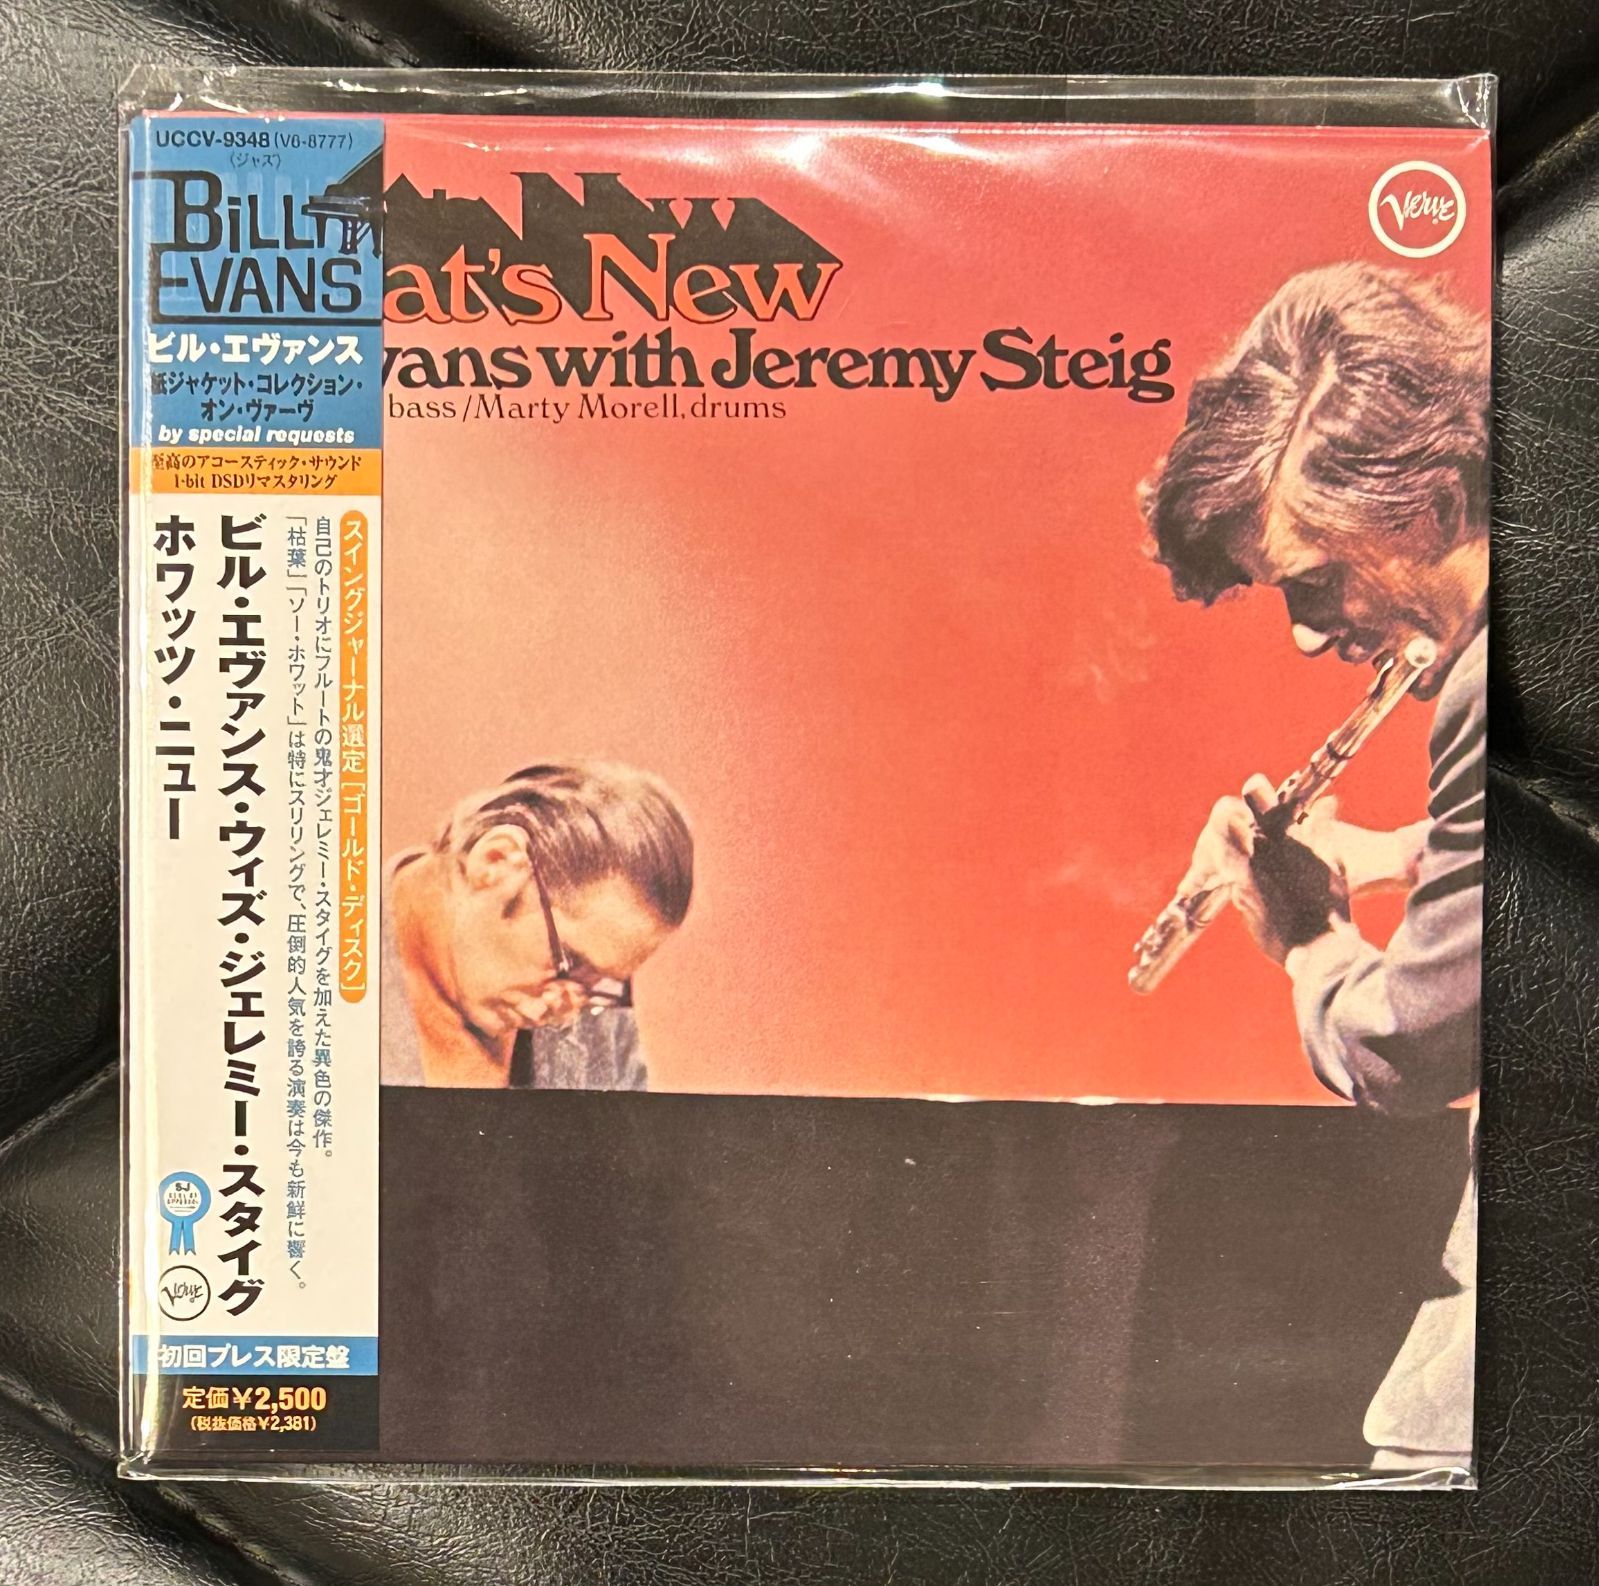 UCCV-9348 (V6-8777)
(ジャズ)
BILL
EVANS
ビル・エヴァンス
紙ジャケット・コレクション・
オン・ヴァーヴ
by special requests
至高のアコースティック・サウンド
1-bit DSDリマスタリング
スイングジャーナル選定[ゴールド・ディスク]
自己のトリオにフルートの鬼才ジェレミー・スタイグを加えた異色の傑作。
「枯葉」「ソー・ホワット」は特にスリリングで、圧倒的人気を誇る演奏は今も新鮮に響く。
ビル・エヴァンス・ウィズ・ジェレミー・スタイグ
ホワッツ・ニュー
SJ
Verve
初回プレス限定盤
定価¥2,500
(税抜価格¥2,381)
at's New
vans with Jeremy Steig
bass/Marty Morell, drums
Verve